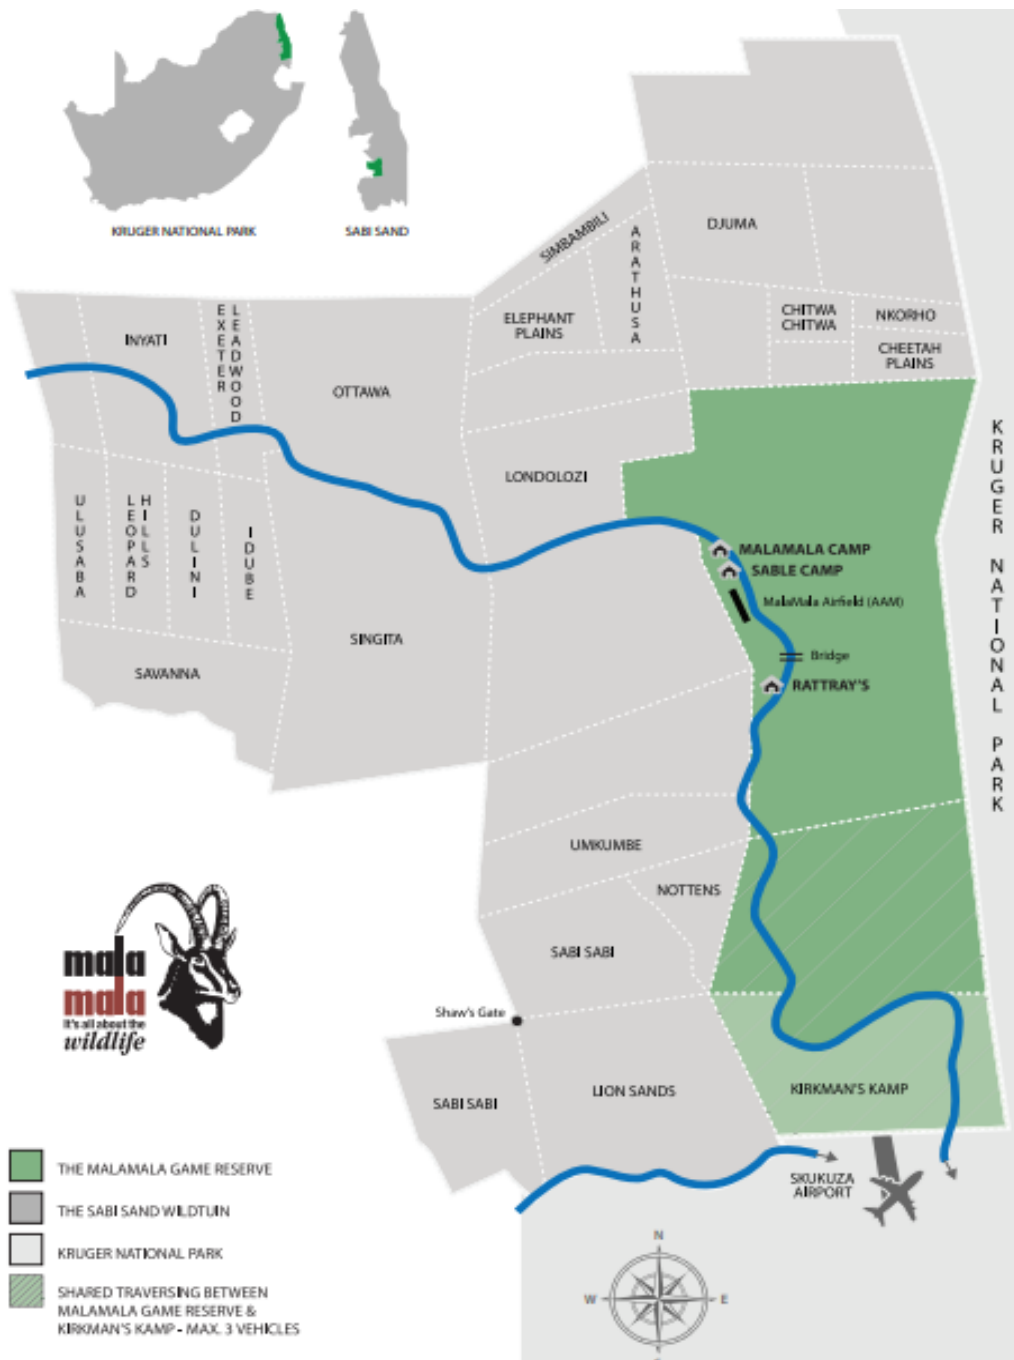 KRUGER NATIONAL PARK
SABI SAND
SIMBAMBILI
ARATHUSA
DJUMA
ELEPHANT
PLAINS
CHITWA
CHITWA
NKORHO
CHEETAH
PLAINS
INYATI
EXETER
LEADWOOD
OTTAWA
LONDOLOZI
KRUGER NATIONAL PARK
ULUSABA
LEOPARD
HILLS
DULINI
IDUBE
MALAMALA CAMP
SABLE CAMP
MalaMala Airfield (AAM)
SINGITA
Bridge
SAVANNA
RATTRAY'S
UMKUMBE
NOTTENS
SABI SABI
mala
mala
it's all about the
wildlife
Shaw's Gate
SABI SABI
LION SANDS
KIRKMAN'S KAMP
SKUKUZA
AIRPORT
THE MALAMALA GAME RESERVE
THE SABI SAND WILDTUIN
KRUGER NATIONAL PARK
SHARED TRAVERSING BETWEEN
MALAMALA GAME RESERVE &
KIRKMAN'S KAMP - MAX. 3 VEHICLES
N
W
E